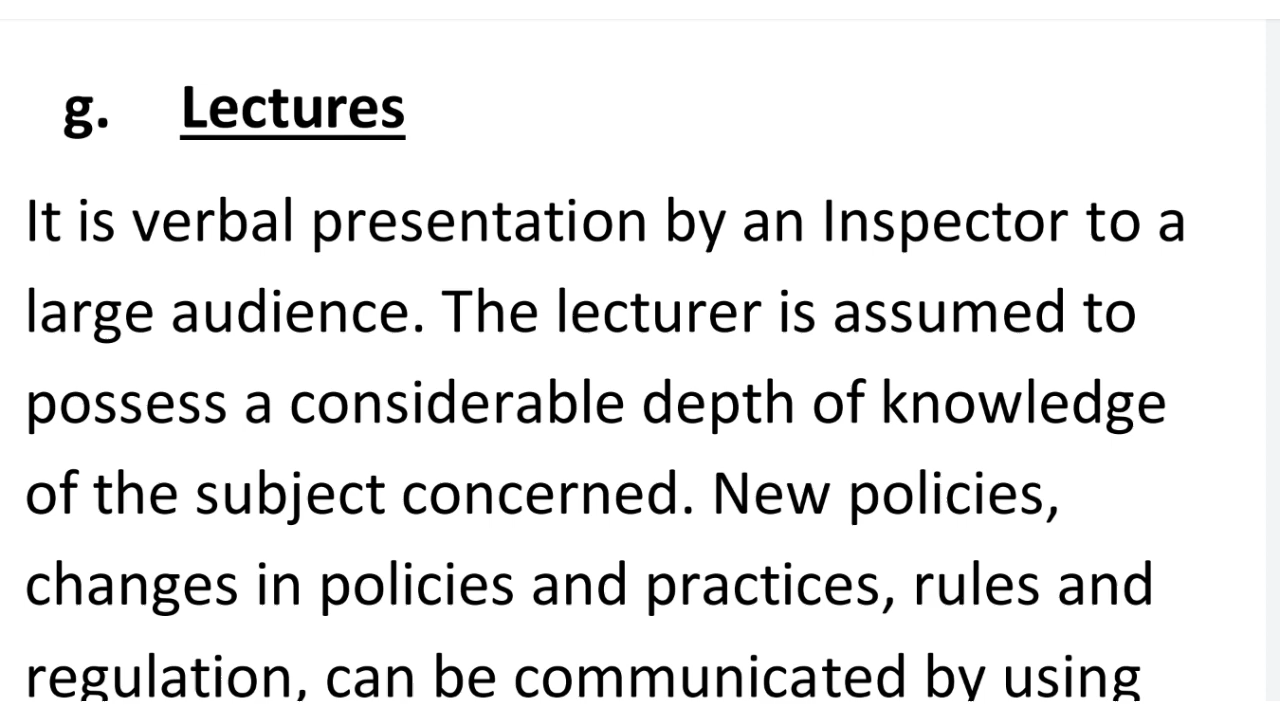 g. Lectures
It is verbal presentation by an Inspector to a
large audience. The lecturer is assumed to
possess a considerable depth of knowledge
of the subject concerned. New policies,
changes in policies and practices, rules and
regulation, can be communicated by using